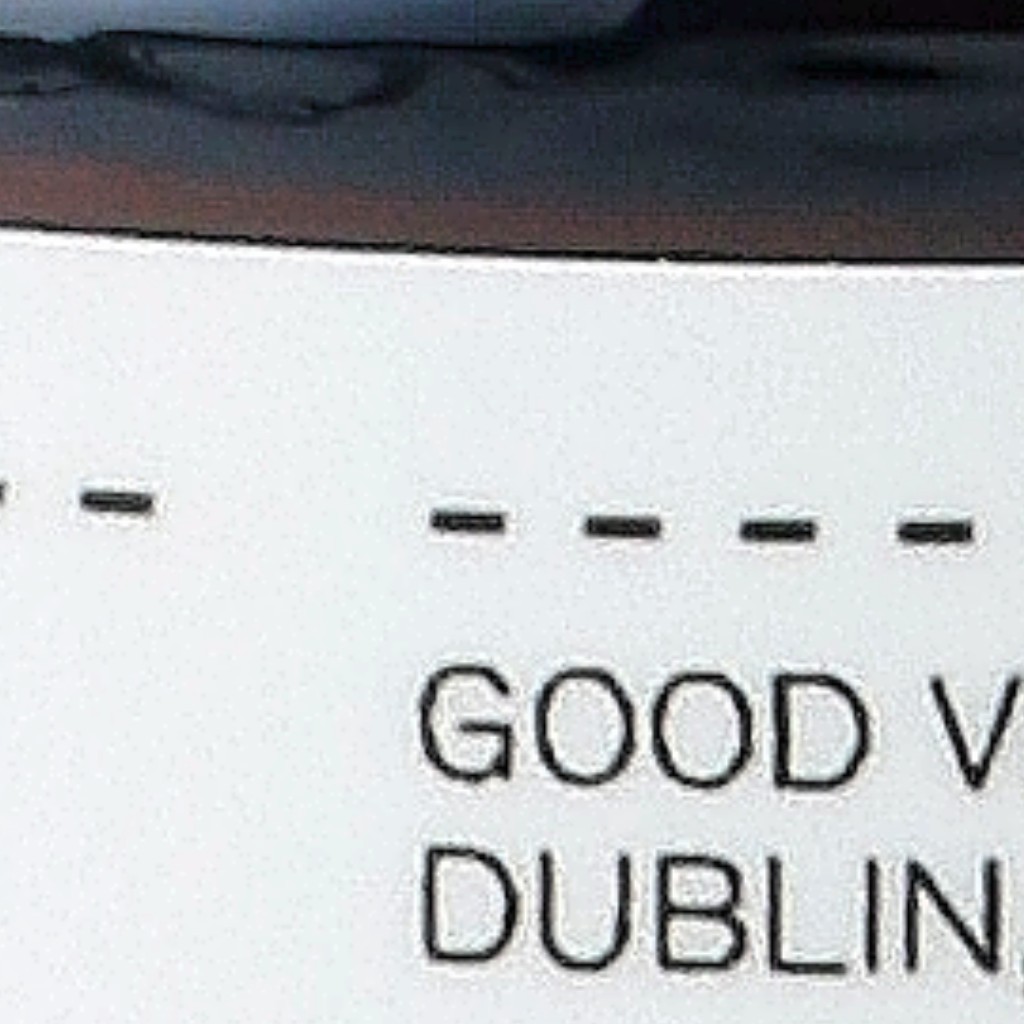 - - - - -
GOOD
DUBLIN,